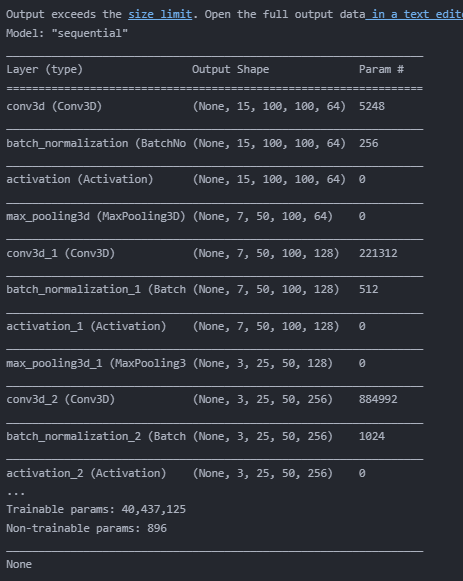 Output exceeds the size limit. Open the full output data in a text edit
Model: "sequential"
_________________________________________________________________
Layer (type)                 Output Shape              Param #
=================================================================
conv3d (Conv3D)              (None, 15, 100, 100, 64)  5248
_________________________________________________________________
batch_normalization (BatchNo (None, 15, 100, 100, 64)  256
_________________________________________________________________
activation (Activation)      (None, 15, 100, 100, 64)  0
_________________________________________________________________
max_pooling3d (MaxPooling3D) (None, 7, 50, 100, 64)    0
_________________________________________________________________
conv3d_1 (Conv3D)            (None, 7, 50, 100, 128)   221312
_________________________________________________________________
batch_normalization_1 (Batch (None, 7, 50, 100, 128)   512
_________________________________________________________________
activation_1 (Activation)    (None, 7, 50, 100, 128)   0
_________________________________________________________________
max_pooling3d_1 (MaxPooling3 (None, 3, 25, 50, 128)    0
_________________________________________________________________
conv3d_2 (Conv3D)            (None, 3, 25, 50, 256)    884992
_________________________________________________________________
batch_normalization_2 (Batch (None, 3, 25, 50, 256)    1024
_________________________________________________________________
activation_2 (Activation)    (None, 3, 25, 50, 256)    0
...
Trainable params: 40,437,125
Non-trainable params: 896
_________________________________________________________________
None